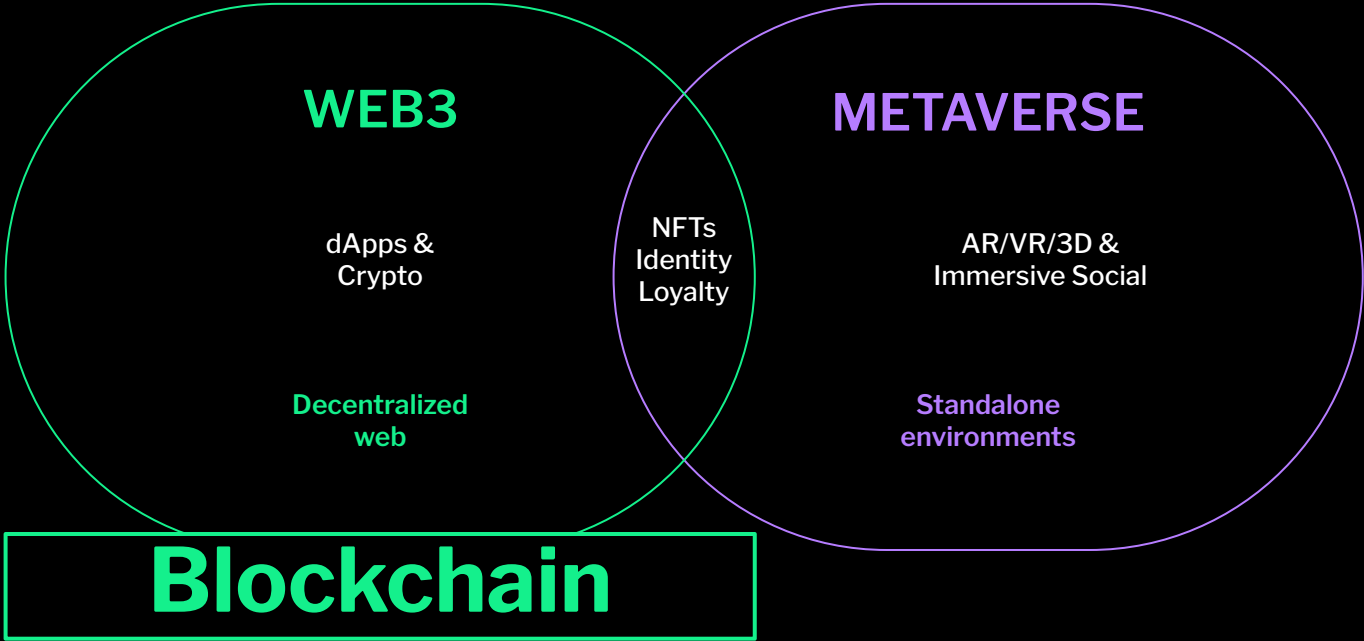 WEB3
dApps &
Crypto
Decentralized
web
NFTs
Identity
Loyalty
METAVERSE
AR/VR/3D &
Immersive Social
Standalone
environments
Blockchain